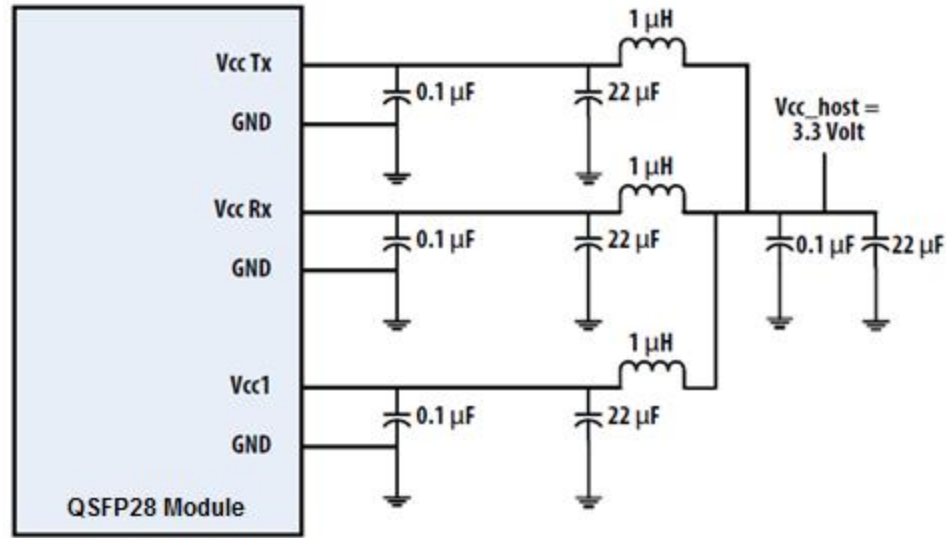 1 μH
Vcc Tx
0.1 μF
22 μF
GND
Vcc_host =
3.3 Volt
1 μH
Vcc Rx
0.1 μF
22 μF
0.1 μF
22 μF
GND
1 μH
Vcc1
0.1 μF
22 μF
GND
QSFP28 Module